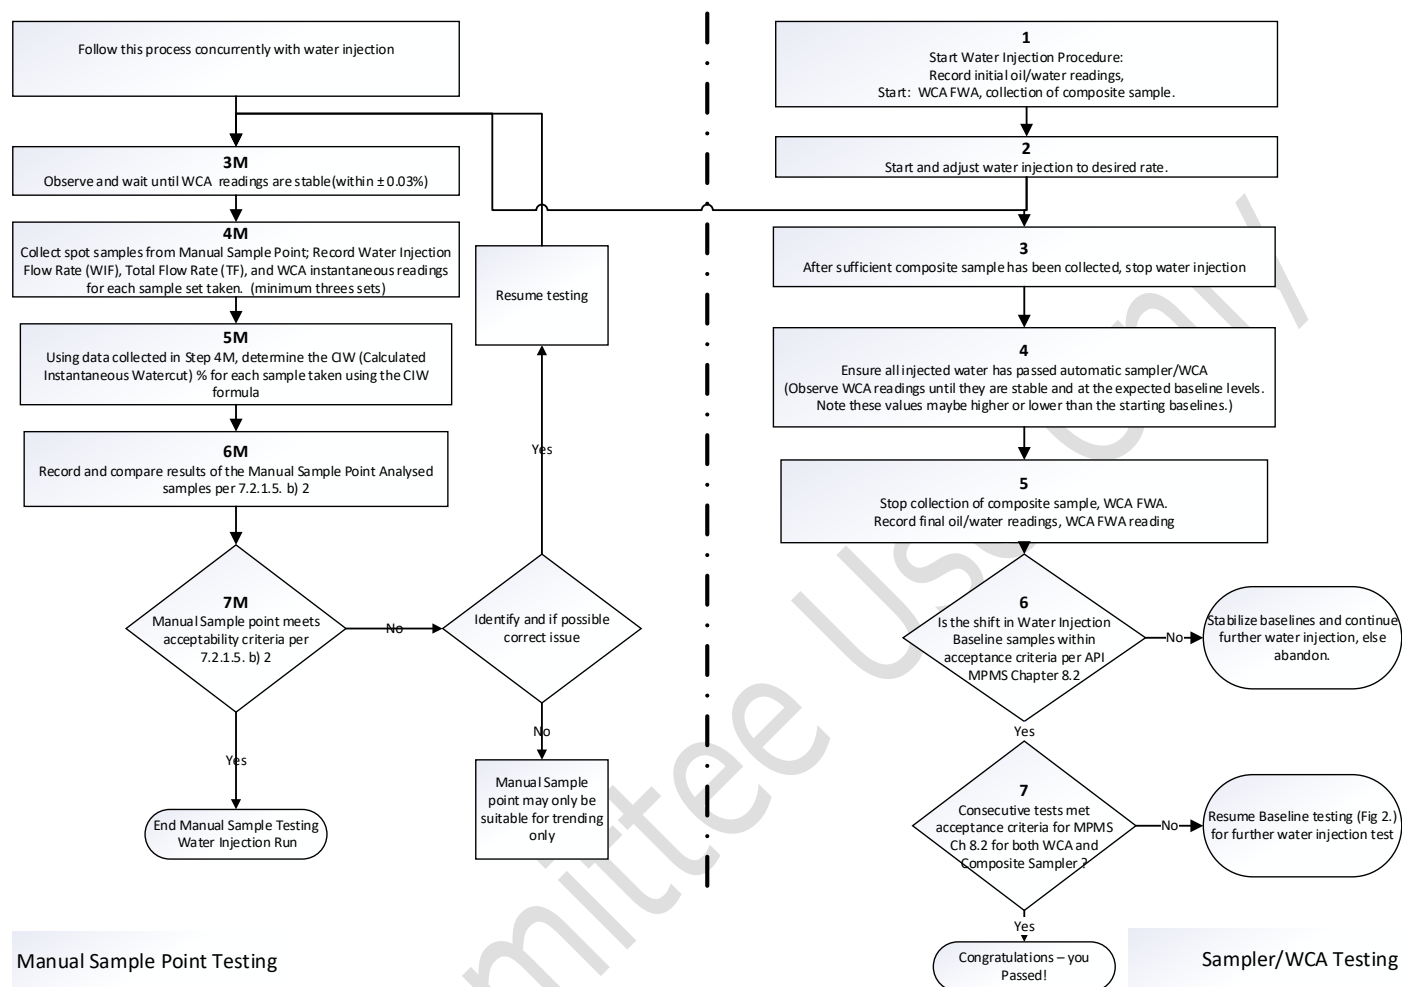 Follow this process concurrently with water injection
3M
Observe and wait until WCA readings are stable(within ± 0.03%)
4M
Collect spot samples from Manual Sample Point; Record Water Injection
Flow Rate (WIF), Total Flow Rate (TF), and WCA instantaneous readings
for each sample set taken. (minimum threes sets)
5M
Using data collected in Step 4M, determine the CIW (Calculated
Instantaneous Watercut) % for each sample taken using the CIW
formula
6M
Record and compare results of the Manual Sample Point Analysed
samples per 7.2.1.5. b) 2
7M
Manual Sample point meets
acceptability criteria per
7.2.1.5. b) 2
No
Yes
End Manual Sample Testing
Water Injection Run
Resume testing
Yes
Identify and if possible
correct issue
No
Manual Sample
point may only be
suitable for trending
only
Manual Sample Point Testing
1
Start Water Injection Procedure:
Record initial oil/water readings,
Start: WCA FWA, collection of composite sample.
2
Start and adjust water injection to desired rate.
3
After sufficient composite sample has been collected, stop water injection
4
Ensure all injected water has passed automatic sampler/WCA
(Observe WCA readings until they are stable and at the expected baseline levels.
Note these values maybe higher or lower than the starting baselines.)
5
Stop collection of composite sample, WCA FWA.
Record final oil/water readings, WCA FWA reading
6
Is the shift in Water Injection
Baseline samples within
acceptance criteria per API
MPMS Chapter 8.2
No
Stabilize baselines and continue
further water injection, else
abandon.
Yes
7
Consecutive tests met
acceptance criteria for MPMS
Ch 8.2 for both WCA and
Composite Sampler ?
No
Resume Baseline testing (Fig 2.)
for further water injection test
Yes
Congratulations – you
Passed!
Sampler/WCA Testing
mittee Use Only